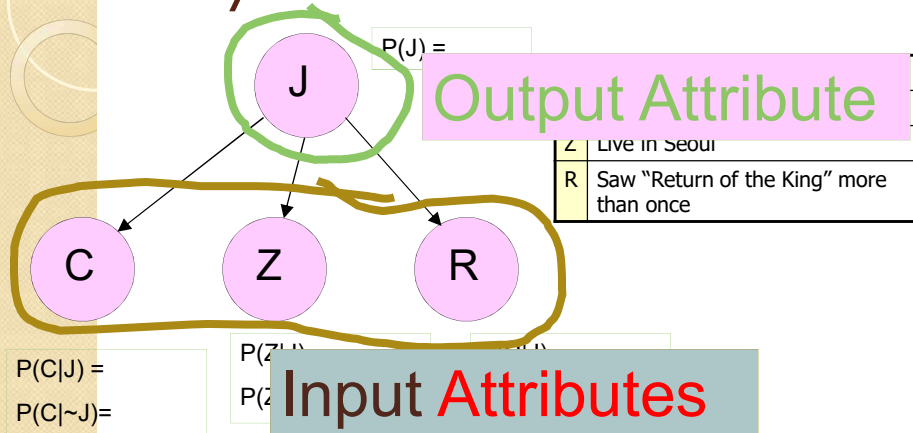 P(J) =
J
Output Attribute
Z Live in Seoul
R Saw “Return of the King” more
than once
C Z R
P(C|J) =
P(C|~J)=
P(Z
P(Z
Input Attributes